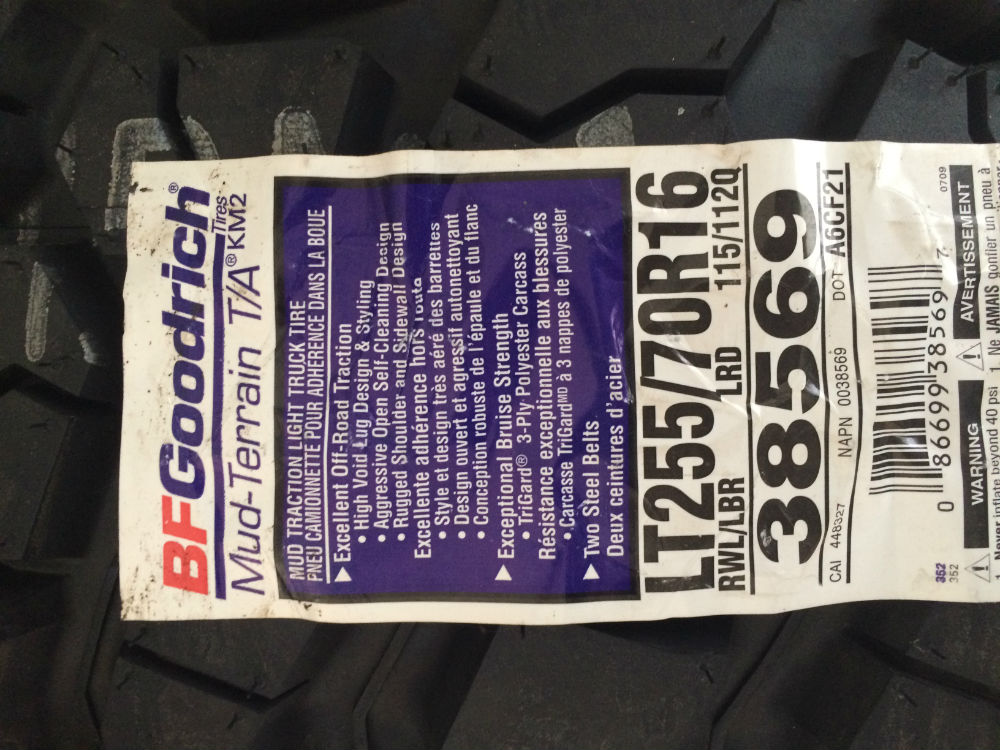 BFGoodrich®
Tires
Mud-Terrain T/A® KM2
MUD TRACTION LIGHT TRUCK TIRE
PNEU CAMIONNETTE POUR ADHERENCE DANS LA BOUE
▶ Excellent Off-Road Traction
• High Void Lug Design & Styling
• Aggressive Open Self-Cleaning Design
• Rugged Shoulder and Sidewall Design
Excellente adhérence hors route
• Style et design très aéré des barrettes
• Design ouvert et agressif autonettoyant
• Conception robuste de l'épaule et du flanc
▶ Exceptional Bruise Strength
• TriGard® 3-Ply Polyester Carcass
Résistance exceptionnelle aux blessures
• Carcasse TriGardMD à 3 nappes de polyester
▶ Two Steel Belts
Deux ceintures d'acier
LT255/70R16
RWL/LBR LRD 115/112Q
38569
CAI 448327 NAPN 0038569 DOT A6CF21
0 86699 38569 7
352
352
0709
WARNING AVERTISSEMENT
1. Never inflate beyond 40 psi 1. Ne JAMAIS gonfler un pneu à